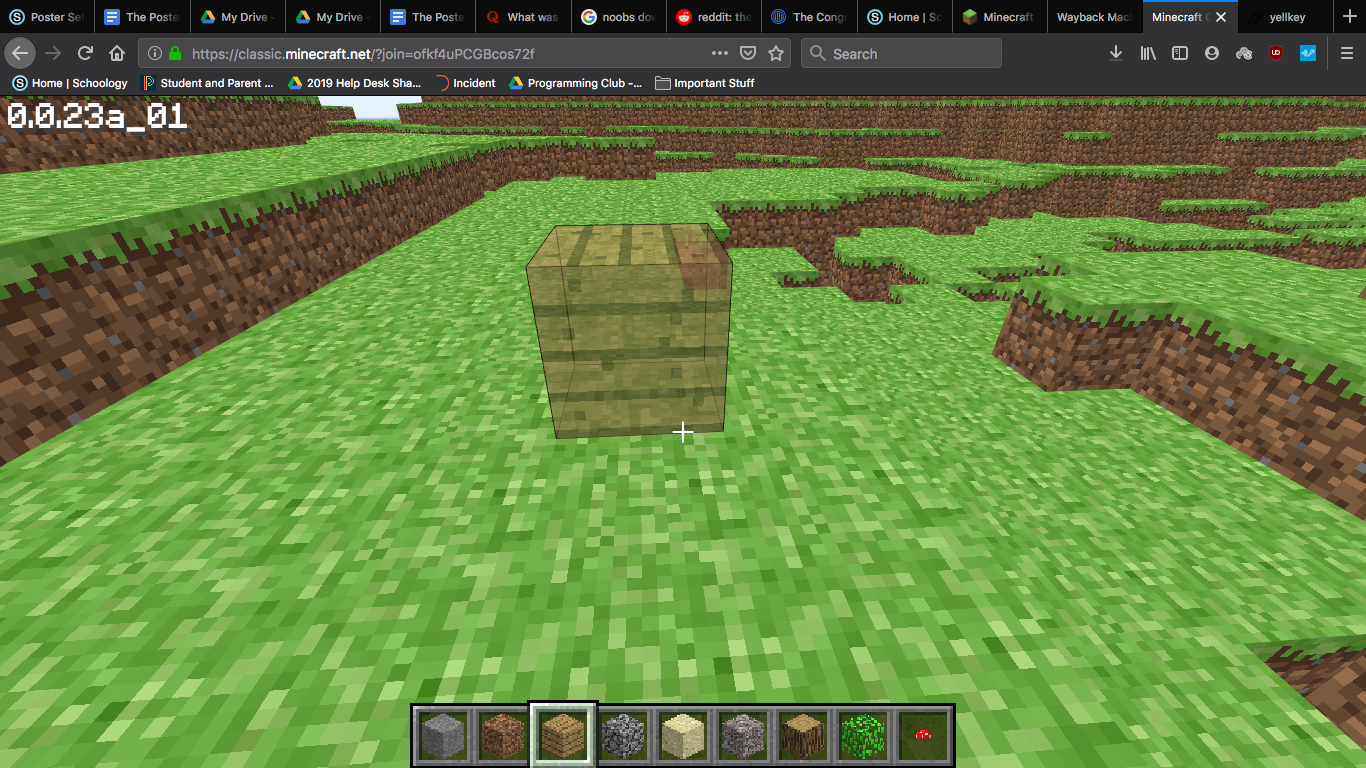 Poster Set
The Poste
My Drive -
My Drive -
The Poste
What was
noobs dow
reddit: the
The Cong
Home | Sc
Minecraft
Wayback Mac
Minecraft C
yellkey
https://classic.minecraft.net/?join=ofkf4uPCGBcos72f
Search
Home | Schoology
Student and Parent ...
2019 Help Desk Sha...
Incident
Programming Club -...
Important Stuff
0.0.23a_01